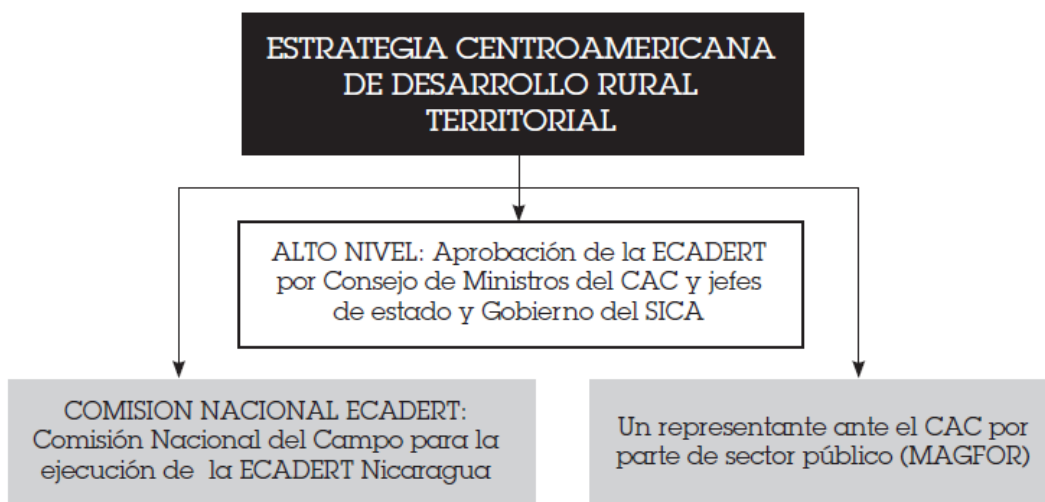 ESTRATEGIA CENTROAMERICANA
DE DESARROLLO RURAL
TERRITORIAL
ALTO NIVEL: Aprobación de la ECADERT
por Consejo de Ministros del CAC y jefes
de estado y Gobierno del SICA
COMISION NACIONAL ECADERT:
Comisión Nacional del Campo para la
ejecución de la ECADERT Nicaragua
Un representante ante el CAC por
parte de sector público (MAGFOR)